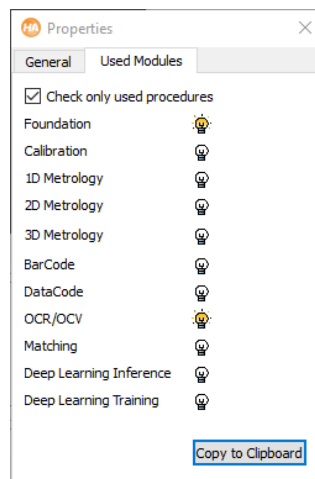 HA Properties
General Used Modules
Check only used procedures
Foundation
Calibration
1D Metrology
2D Metrology
3D Metrology
BarCode
DataCode
OCR/OCV
Matching
Deep Learning Inference
Deep Learning Training
Copy to Clipboard